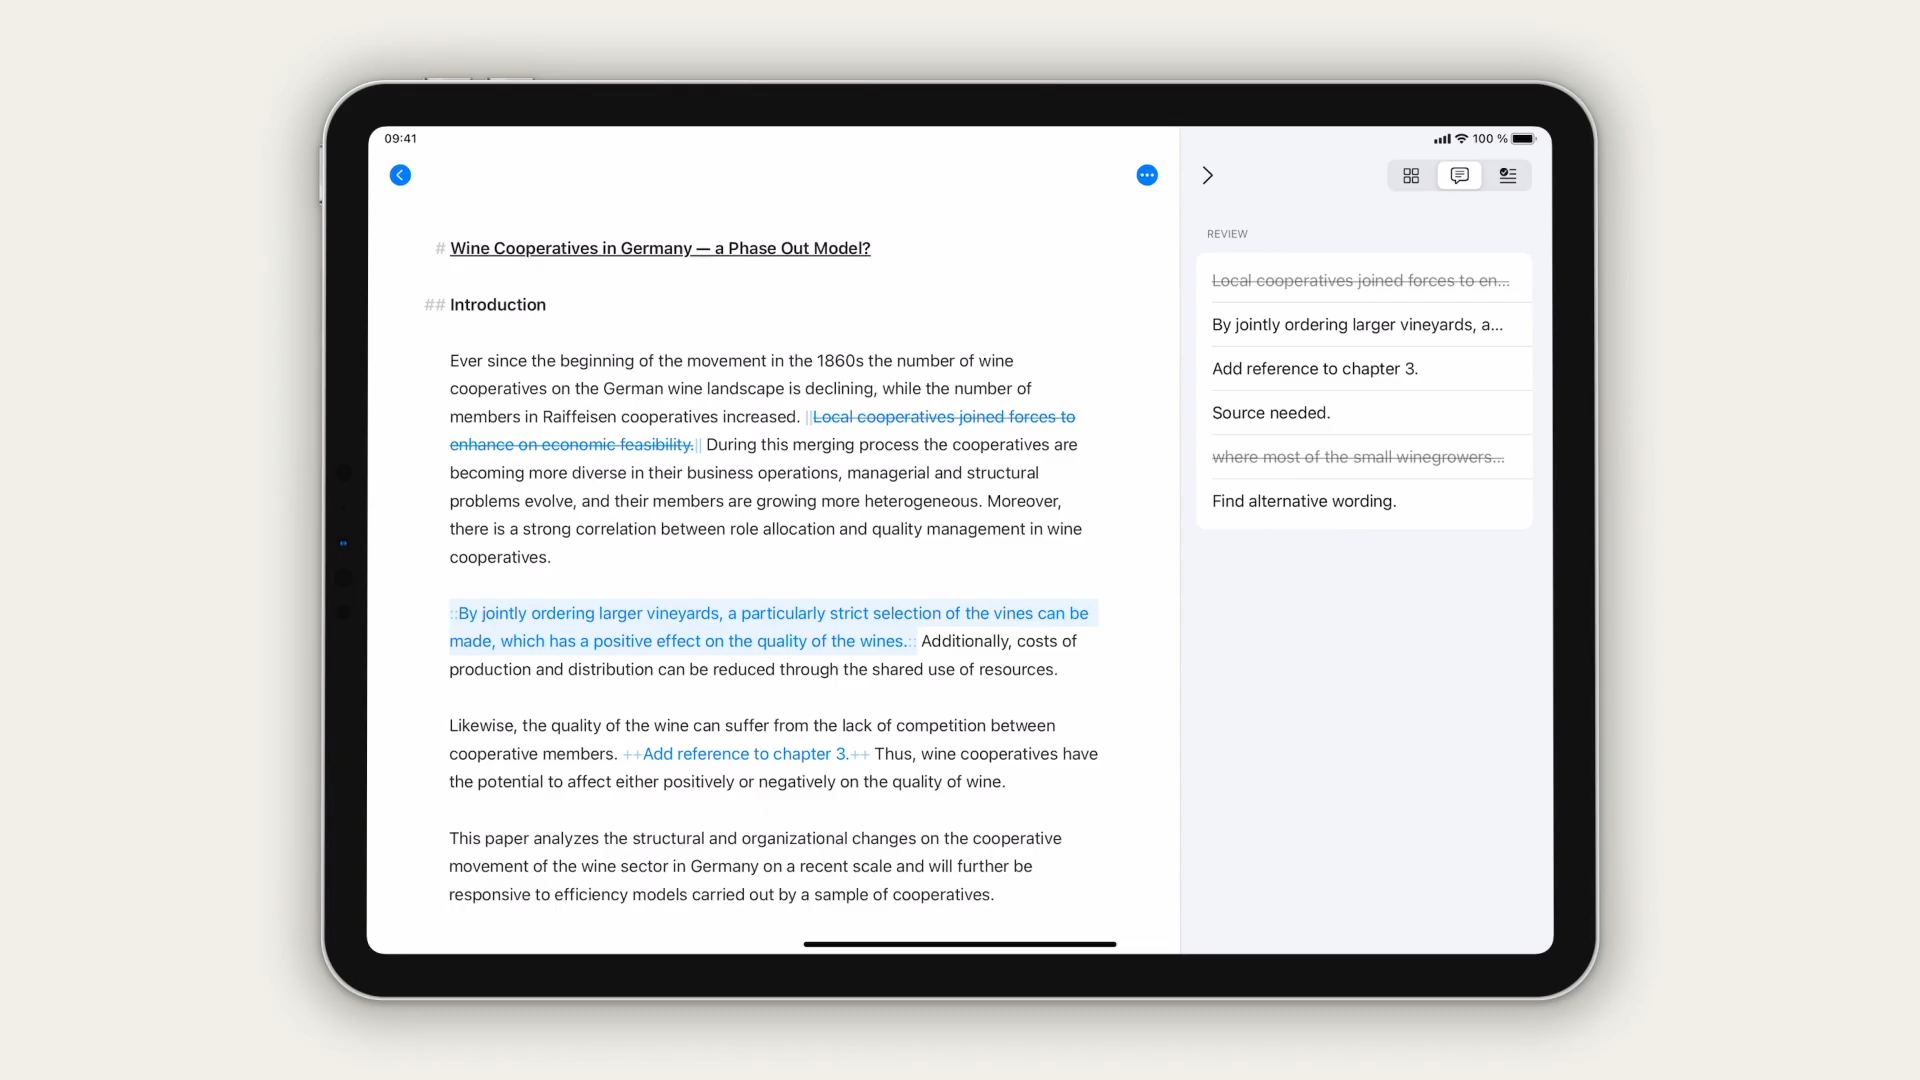 09:41
100 %
# Wine Cooperatives in Germany — a Phase Out Model?
## Introduction
Ever since the beginning of the movement in the 1860s the number of wine
cooperatives on the German wine landscape is declining, while the number of
members in Raiffeisen cooperatives increased. ||Local cooperatives joined forces to
enhance on economic feasibility.|| During this merging process the cooperatives are
becoming more diverse in their business operations, managerial and structural
problems evolve, and their members are growing more heterogeneous. Moreover,
there is a strong correlation between role allocation and quality management in wine
cooperatives.
::By jointly ordering larger vineyards, a particularly strict selection of the vines can be
made, which has a positive effect on the quality of the wines.:: Additionally, costs of
production and distribution can be reduced through the shared use of resources.
Likewise, the quality of the wine can suffer from the lack of competition between
cooperative members. ++Add reference to chapter 3.++ Thus, wine cooperatives have
the potential to affect either positively or negatively on the quality of wine.
This paper analyzes the structural and organizational changes on the cooperative
movement of the wine sector in Germany on a recent scale and will further be
responsive to efficiency models carried out by a sample of cooperatives.
REVIEW
Local cooperatives joined forces to en...
By jointly ordering larger vineyards, a...
Add reference to chapter 3.
Source needed.
where most of the small winegrowers...
Find alternative wording.